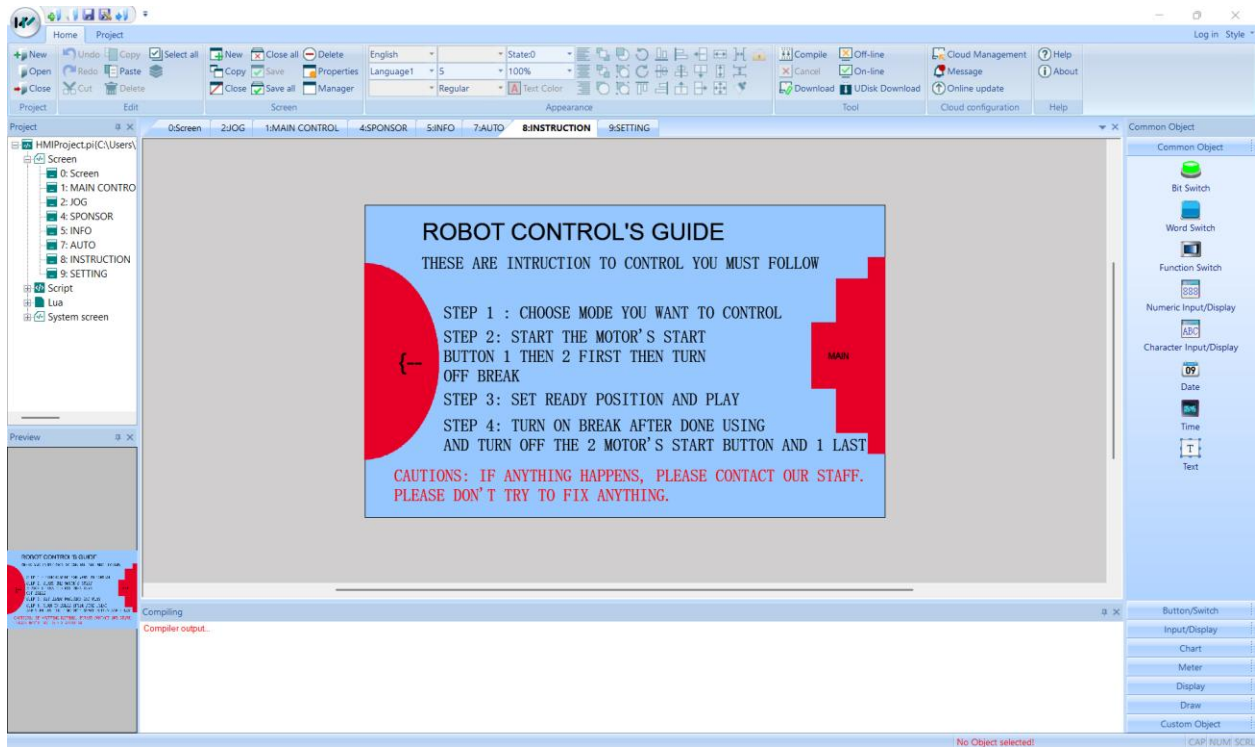 Home Project
Log in Style
New Undo Copy Select all New Close all Delete English State:0 Compile Off-line Cloud Management Help
Open Redo Paste Copy Save Properties Language1 5 100% Cancel On-line Message About
Close Cut Delete Close Save all Manager Regular A Text Color Download UDisk Download Online update
Project Edit Screen Appearance Tool Cloud configuration Help
Project
0:Screen 2:JOG 1:MAIN CONTROL 4:SPONSOR 5:INFO 7:AUTO 8:INSTRUCTION 9:SETTING
Common Object
HMIProject.pi(C:\Users\
Screen
0: Screen
1: MAIN CONTRO
2: JOG
4: SPONSOR
5: INFO
7: AUTO
8: INSTRUCTION
9: SETTING
Script
Lua
System screen
Preview
ROBOT CONTROL'S GUIDE
THESE ARE INTRUCTION TO CONTROL YOU MUST FOLLOW
STEP 1 : CHOOSE MODE YOU WANT TO CONTROL
STEP 2: START THE MOTOR'S START
BUTTON 1 THEN 2 FIRST THEN TURN
OFF BREAK
STEP 3: SET READY POSITION AND PLAY
STEP 4: TURN ON BREAK AFTER DONE USING
AND TURN OFF THE 2 MOTOR'S START BUTTON AND 1 LAST
{--
MAIN
CAUTIONS: IF ANYTHING HAPPENS, PLEASE CONTACT OUR STAFF.
PLEASE DON'T TRY TO FIX ANYTHING.
Common Object
Bit Switch
Word Switch
Function Switch
888
Numeric Input/Display
ABC
Character Input/Display
09
Date
Time
T
Text
Button/Switch
Input/Display
Chart
Meter
Display
Draw
Custom Object
Compiling
Compiler output...
No Object selected!
CAP NUM SCRL